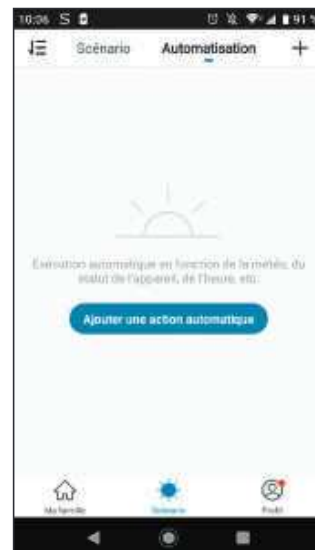 10:06 S 91 %
Scénario Automatisation
Exécution automatique en fonction de la météo, du
statut de l'appareil, de l'heure, etc.
Ajouter une action automatique
Ma famille Scénario Profil